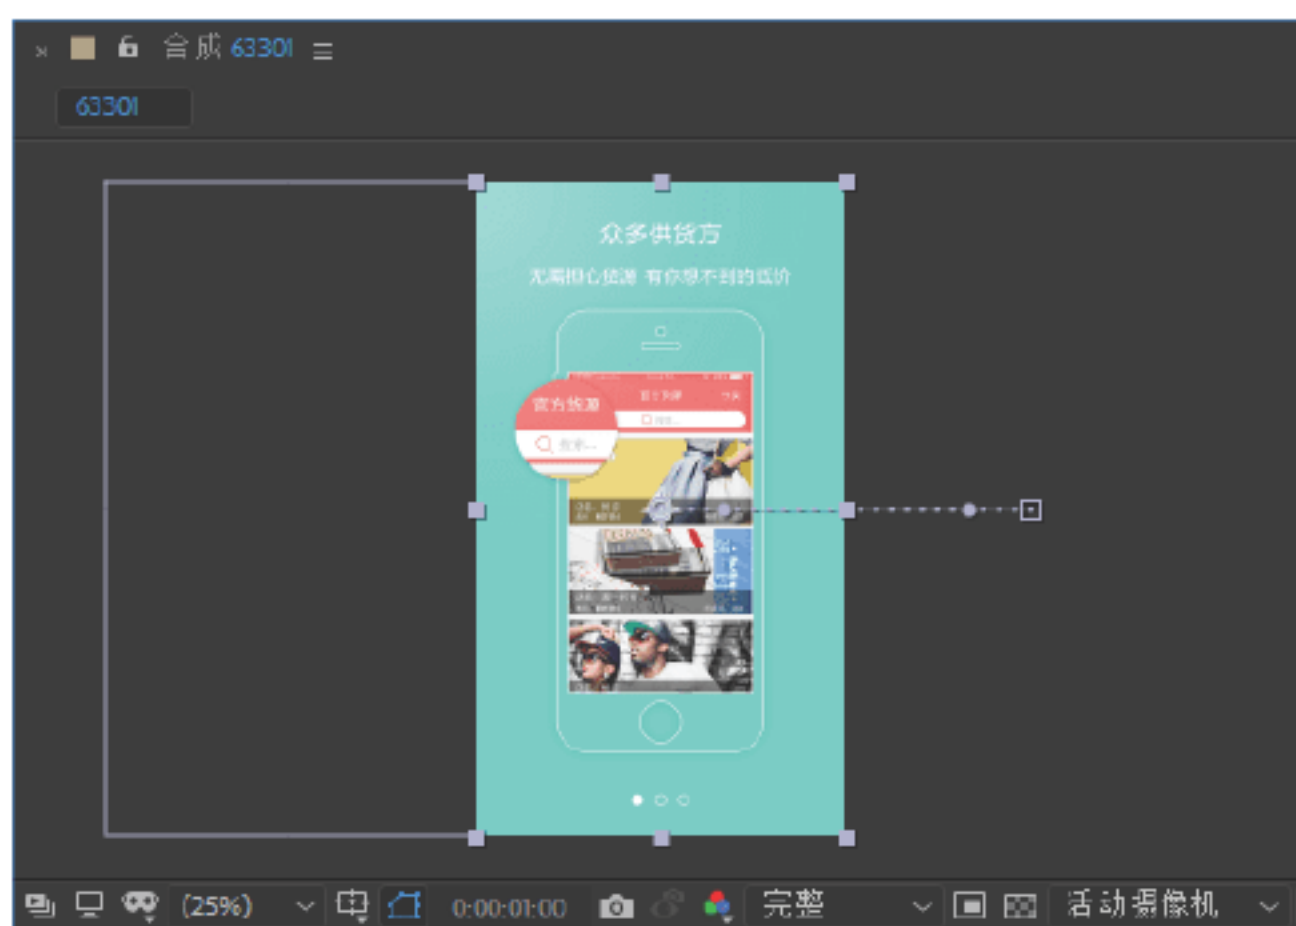 合成 63301
63301
众多供货方
无需担心货源 有你想不到的低价
官方货源
搜索...
(25%)
0:00:01:00
完整
活动摄像机